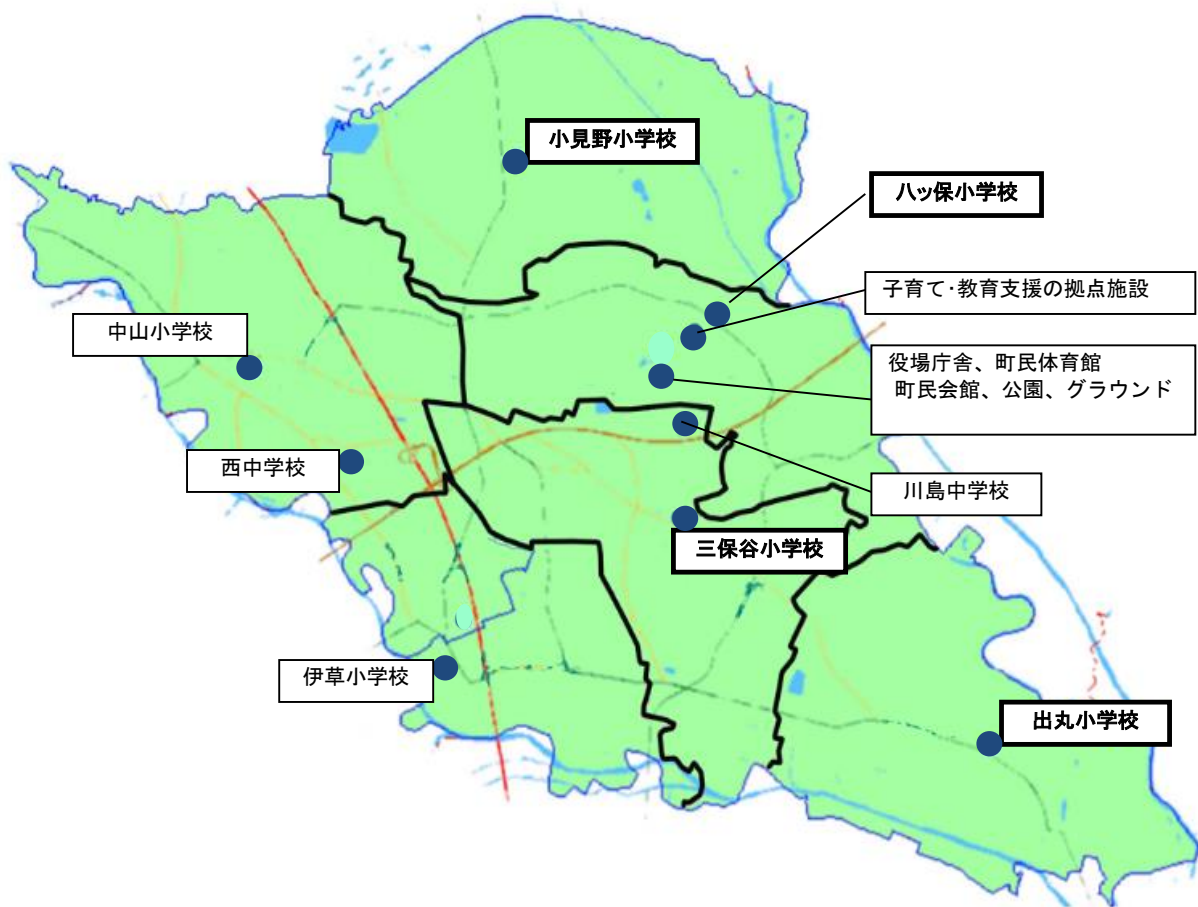 小見野小学校
八ッ保小学校
子育て・教育支援の拠点施設
中山小学校
役場庁舎、町民体育館
町民会館、公園、グラウンド
西中学校
川島中学校
三保谷小学校
伊草小学校
出丸小学校